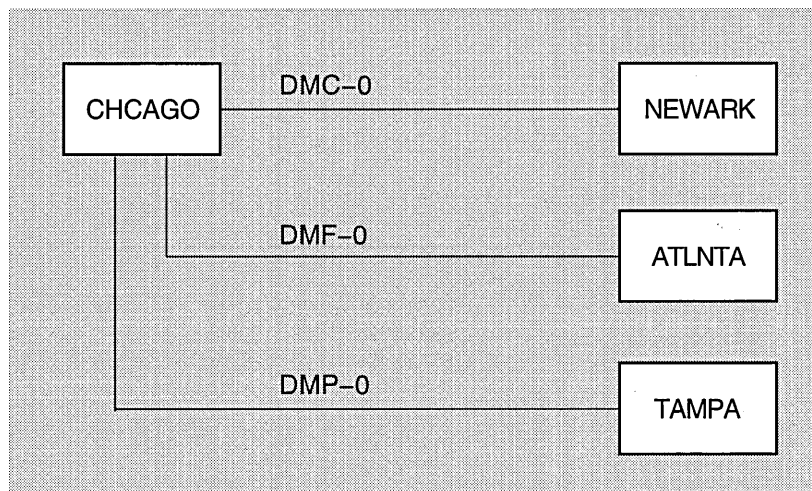 DMC–0
CHCAGO
NEWARK
DMF–0
ATLNTA
DMP–0
TAMPA